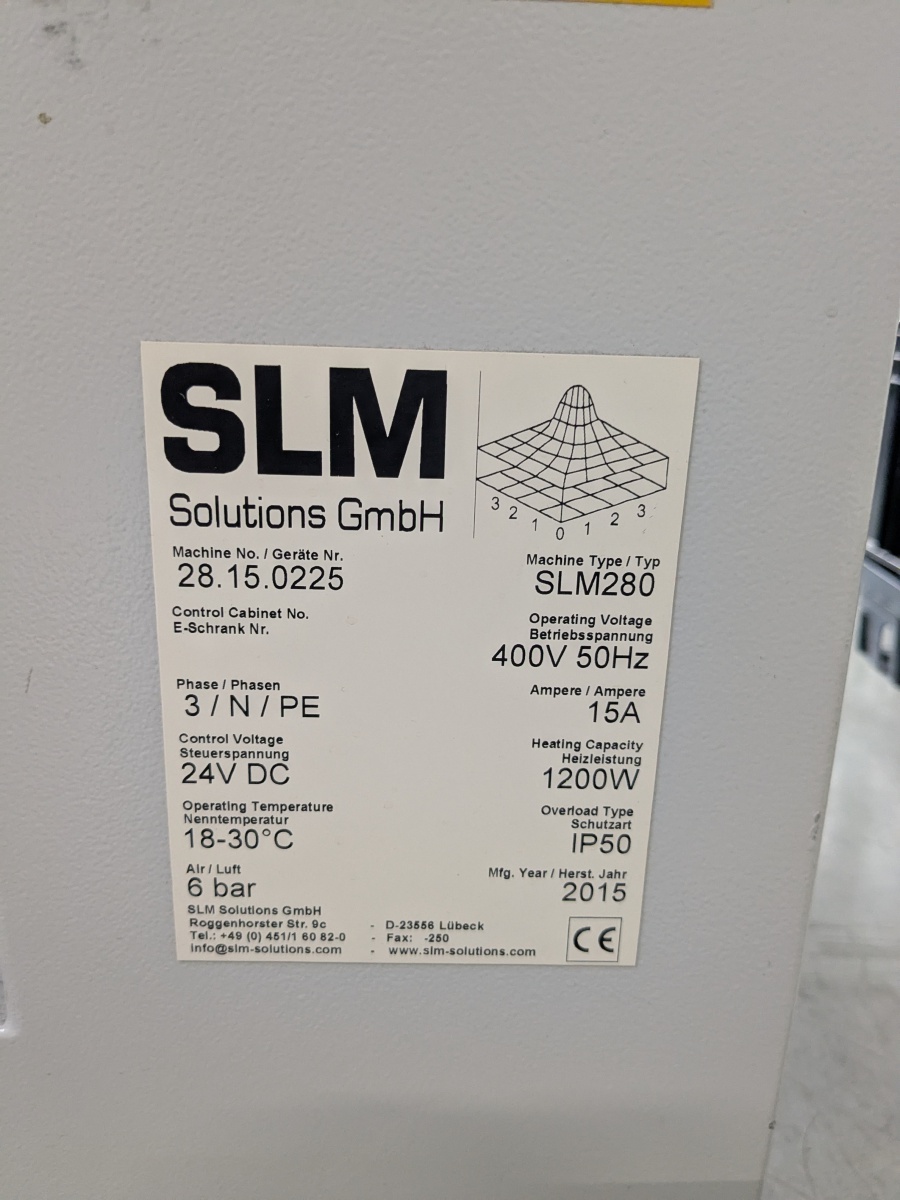 SLM
Solutions GmbH
3 2 1 0 1 2 3
Machine No. / Geräte Nr.
28.15.0225
Machine Type / Typ
SLM280
Control Cabinet No.
E-Schrank Nr.
Operating Voltage
Betriebsspannung
400V 50Hz
Phase / Phasen
3 / N / PE
Ampere / Ampere
15A
Control Voltage
Steuerspannung
24V DC
Heating Capacity
Heizleistung
1200W
Operating Temperature
Nenntemperatur
18-30°C
Overload Type
Schutzart
IP50
Air / Luft
6 bar
Mfg. Year / Herst. Jahr
2015
SLM Solutions GmbH
Roggenhorster Str. 9c - D-23556 Lübeck
Tel.: +49 (0) 451/1 60 82-0 - Fax: -250
info@slm-solutions.com - www.slm-solutions.com
CE